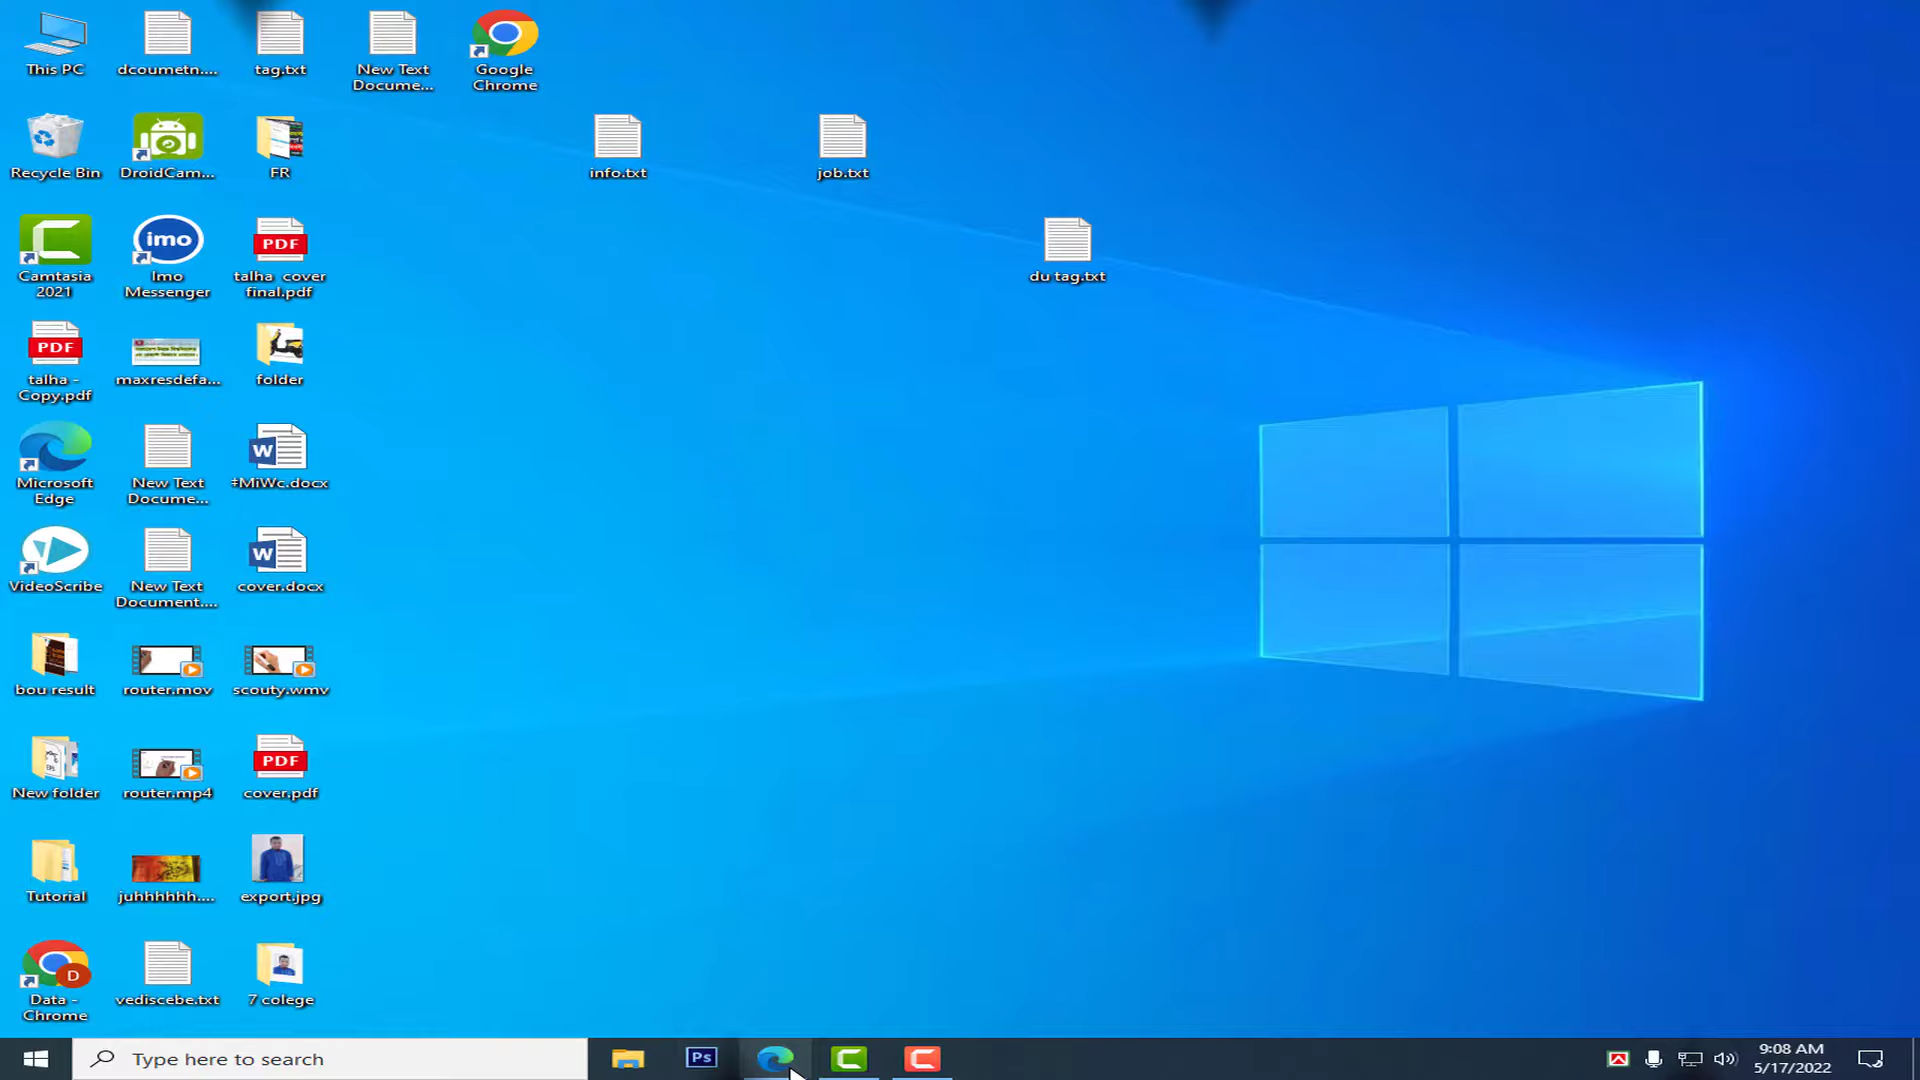 This PC
dcoumetn....
tag.txt
New Text
Docume...
Google
Chrome
Recycle Bin
DroidCam...
FR
info.txt
job.txt
imo
PDF
Camtasia
2021
Imo
Messenger
talha cover
final.pdf
du tag.txt
PDF
talha -
Copy.pdf
maxresdefa...
folder
W
Microsoft
Edge
New Text
Docume...
‡MiWc.docx
W
VideoScribe
New Text
Document....
cover.docx
bou result
router.mov
scouty.wmv
PDF
New folder
router.mp4
cover.pdf
Tutorial
juhhhhhh....
export.jpg
D
Data -
Chrome
vediscebe.txt
7 colege
Type here to search
Ps
9:08 AM
5/17/2022